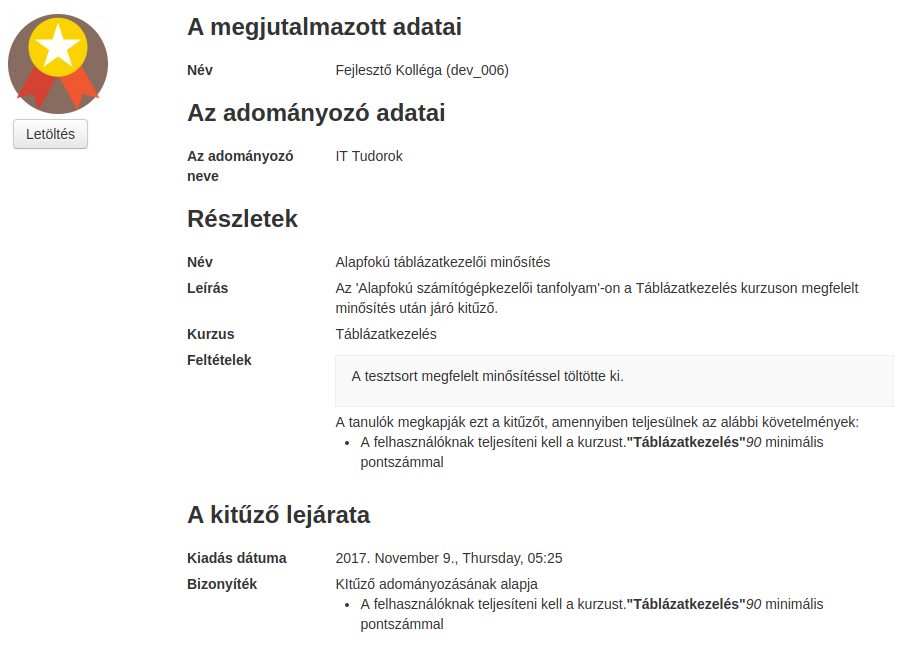 A megjutalmazott adatai
Név Fejlesztő Kolléga (dev_006)
Letöltés
Az adományozó adatai
Az adományozó neve IT Tudorok
Részletek
Név Alapfokú táblázatkezelői minősítés
Leírás Az 'Alapfokú számítógépkezelői tanfolyam'-on a Táblázatkezelés kurzuson megfelelt
minősítés után járó kitűző.
Kurzus Táblázatkezelés
Feltételek
A tesztsort megfelelt minősítéssel töltötte ki.
A tanulók megkapják ezt a kitűzőt, amennyiben teljesülnek az alábbi követelmények:
• A felhasználóknak teljesíteni kell a kurzust."Táblázatkezelés"90 minimális
pontszámmal
A kitűző lejárata
Kiadás dátuma 2017. November 9., Thursday, 05:25
Bizonyíték KItűző adományozásának alapja
• A felhasználóknak teljesíteni kell a kurzust."Táblázatkezelés"90 minimális
pontszámmal